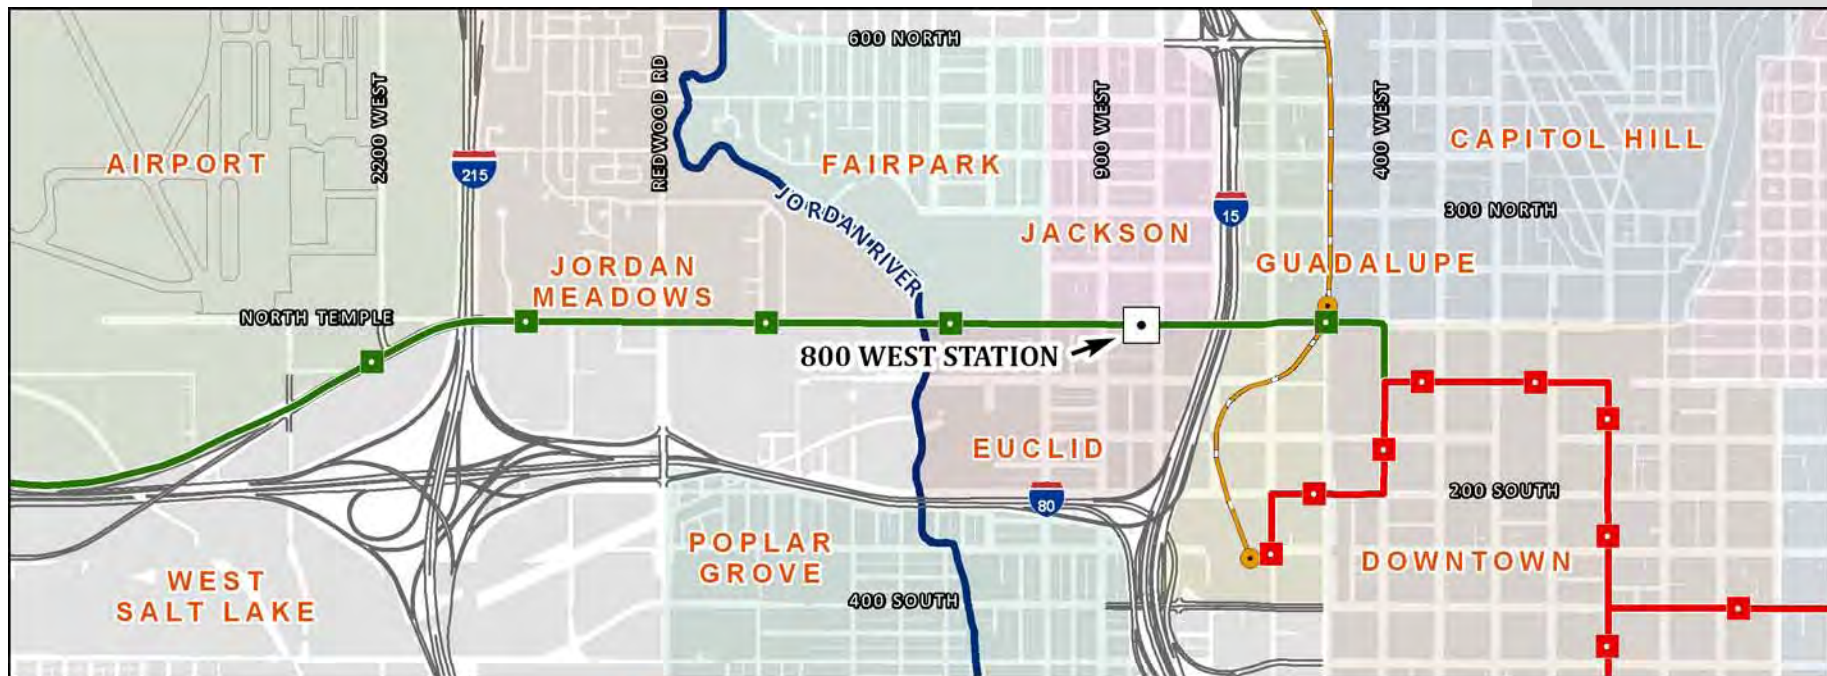 600 NORTH
2200 WEST
REDWOOD RD
900 WEST
400 WEST
CAPITOL HILL
AIRPORT
215
FAIRPARK
JORDAN RIVER
15
300 NORTH
JACKSON
GUADALUPE
JORDAN
MEADOWS
NORTH TEMPLE
800 WEST STATION
EUCLID
80
200 SOUTH
POPLAR
GROVE
DOWNTOWN
WEST
SALT LAKE
400 SOUTH